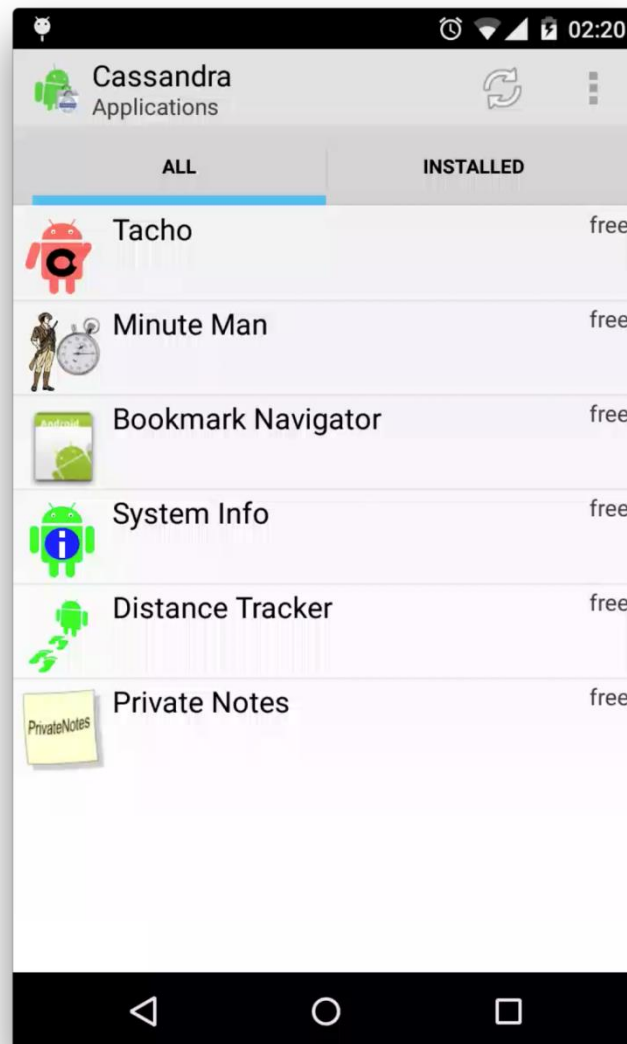 02:20
Cassandra
Applications
ALL INSTALLED
Tacho free
Minute Man free
Android
Bookmark Navigator free
System Info free
i
Distance Tracker free
Private Notes free
PrivateNotes